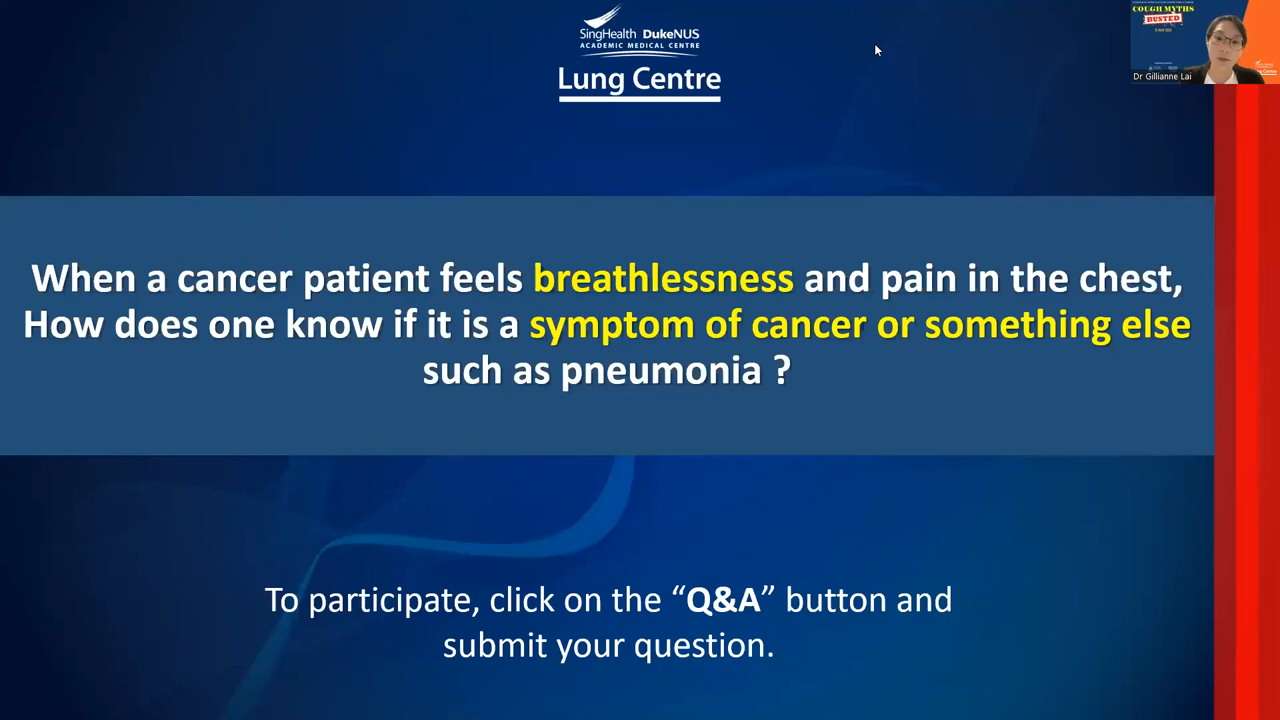 SingHealth DukeNUS
ACADEMIC MEDICAL CENTRE
Lung Centre
COUGH MYTHS
BUSTED
Dr Gillianne Lai
When a cancer patient feels breathlessness and pain in the chest,
How does one know if it is a symptom of cancer or something else
such as pneumonia ?
To participate, click on the “Q&A” button and
submit your question.